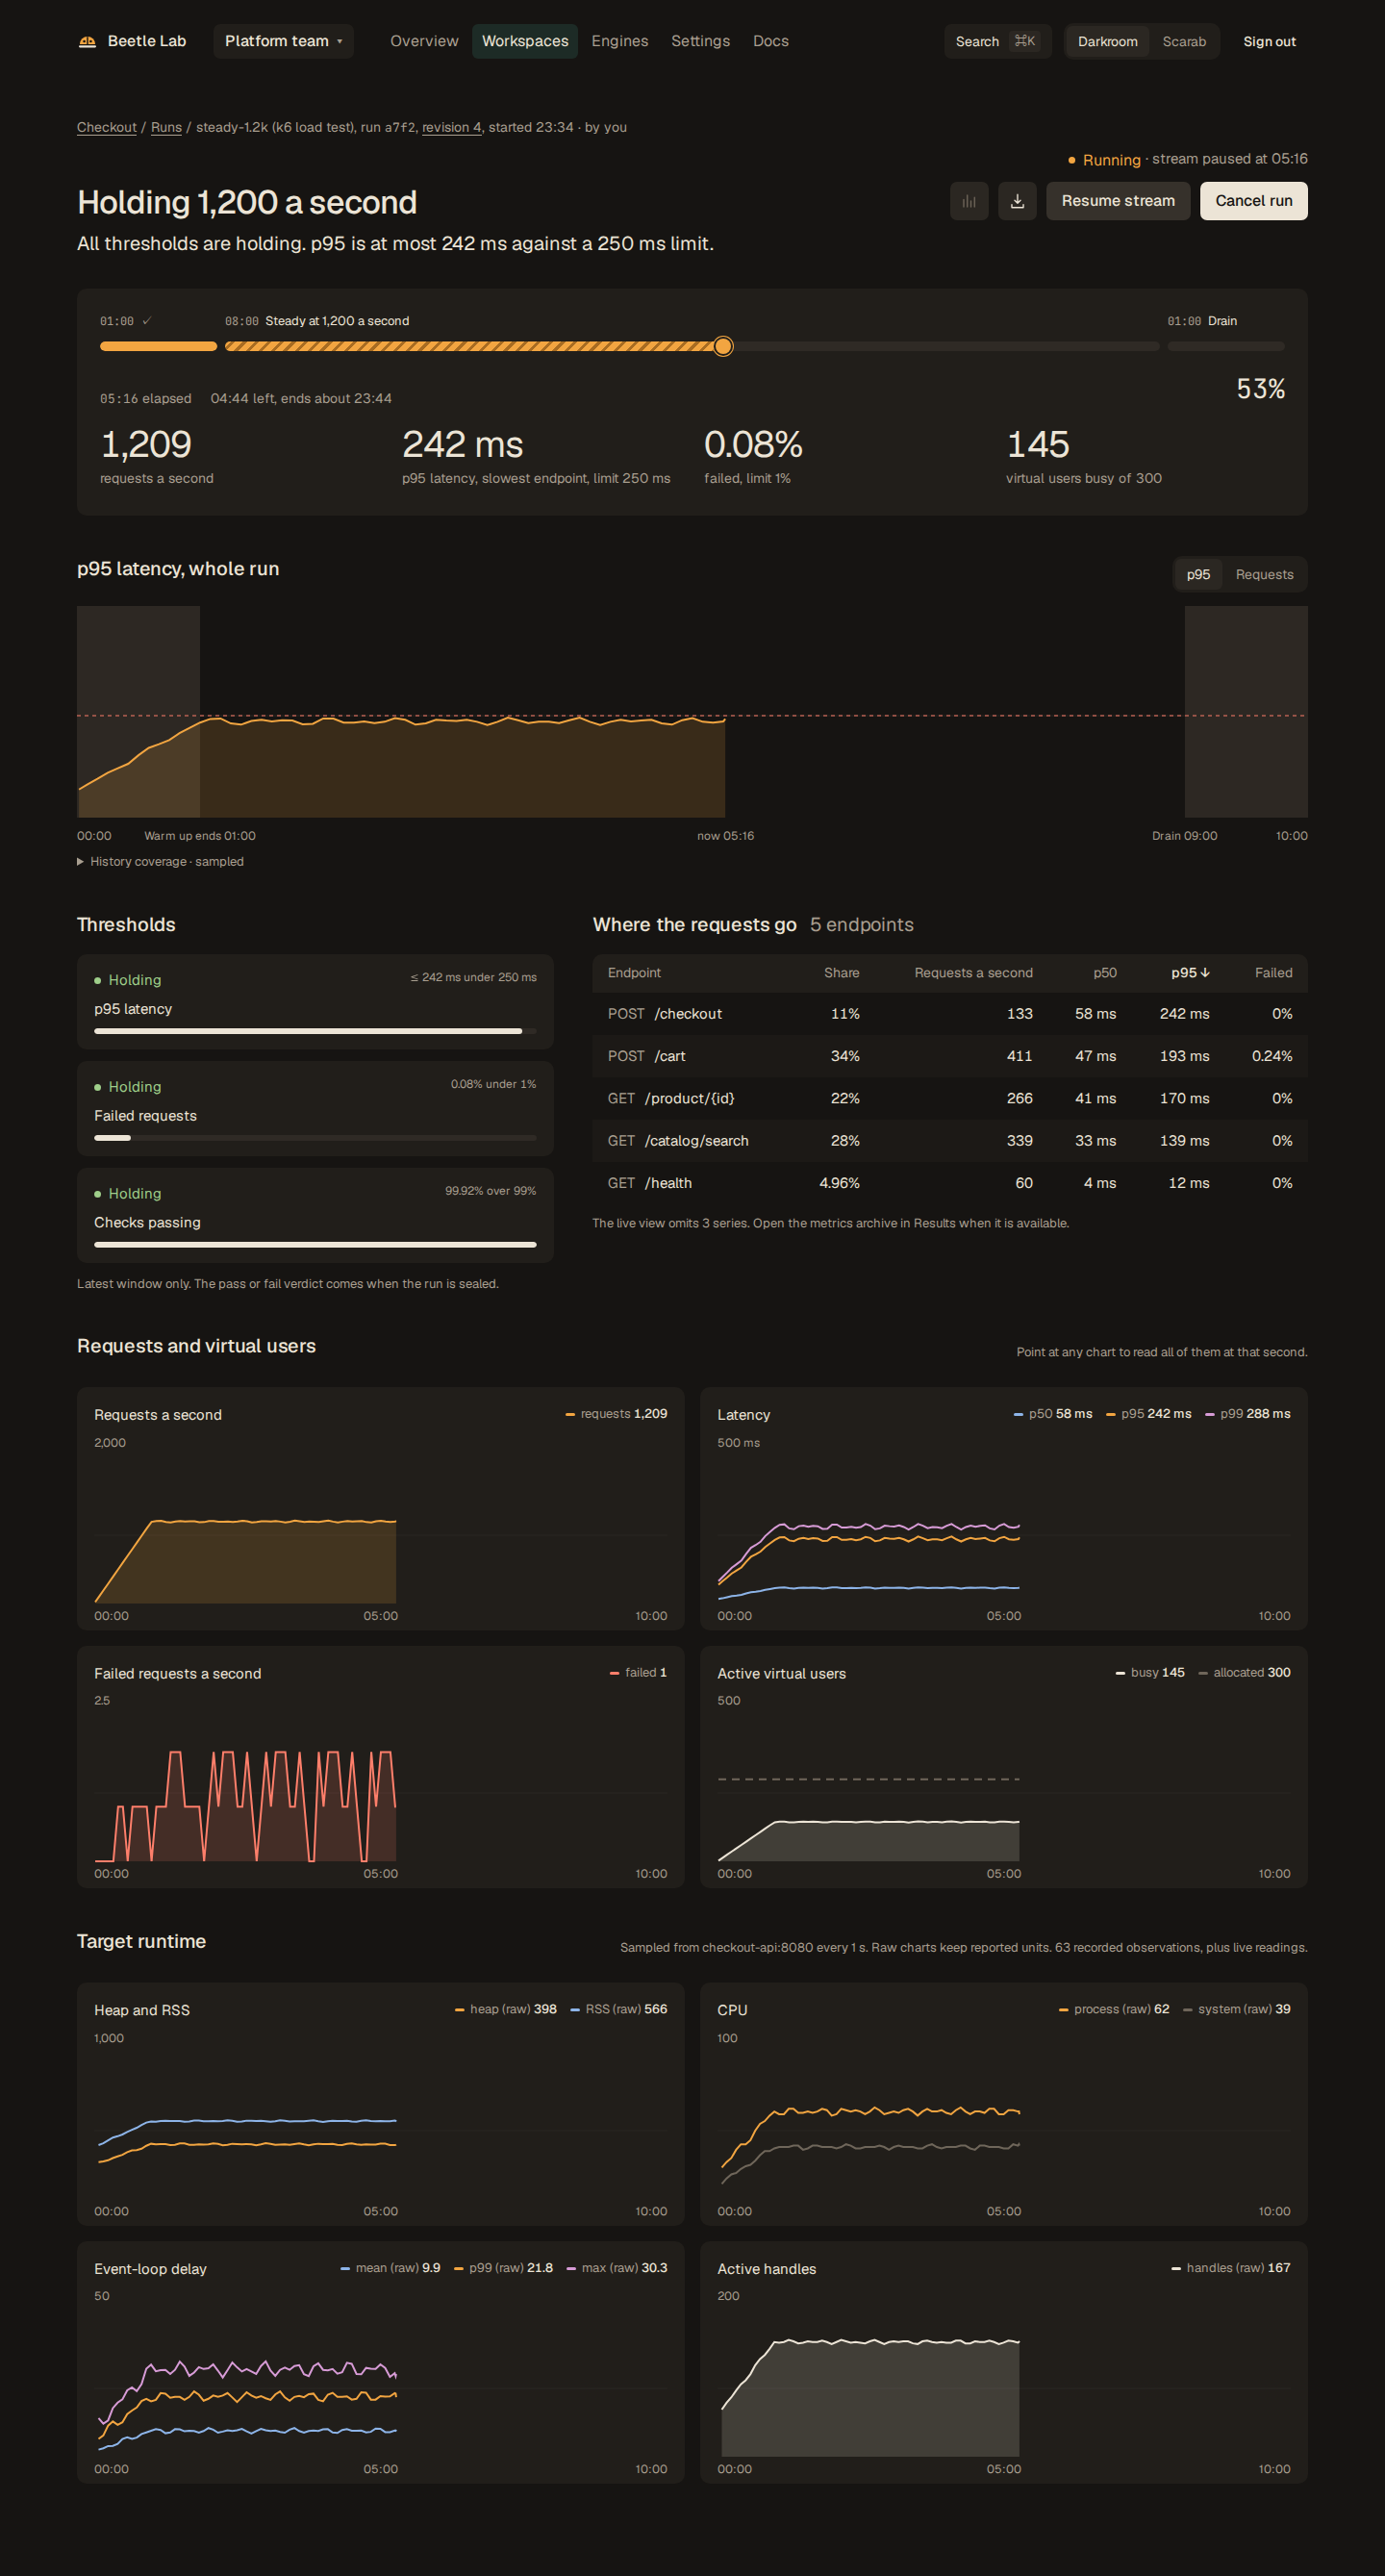 Beetle Lab Platform team ▾ Overview Workspaces Engines Settings Docs Search ⌘K Darkroom Scarab Sign out
Checkout / Runs / steady-1.2k (k6 load test), run a7f2, revision 4, started 23:34 · by you
Running · stream paused at 05:16
Holding 1,200 a second
Resume stream Cancel run
All thresholds are holding. p95 is at most 242 ms against a 250 ms limit.
01:00 ✓ 08:00 Steady at 1,200 a second 01:00 Drain
05:16 elapsed 04:44 left, ends about 23:44 53%
1,209 242 ms 0.08% 145
requests a second p95 latency, slowest endpoint, limit 250 ms failed, limit 1% virtual users busy of 300
p95 latency, whole run p95 Requests
00:00 Warm up ends 01:00 now 05:16 Drain 09:00 10:00
▶ History coverage · sampled
Thresholds
Holding ≤ 242 ms under 250 ms
p95 latency
Holding 0.08% under 1%
Failed requests
Holding 99.92% over 99%
Checks passing
Latest window only. The pass or fail verdict comes when the run is sealed.
Where the requests go 5 endpoints
Endpoint Share Requests a second p50 p95 ↓ Failed
POST /checkout 11% 133 58 ms 242 ms 0%
POST /cart 34% 411 47 ms 193 ms 0.24%
GET /product/{id} 22% 266 41 ms 170 ms 0%
GET /catalog/search 28% 339 33 ms 139 ms 0%
GET /health 4.96% 60 4 ms 12 ms 0%
The live view omits 3 series. Open the metrics archive in Results when it is available.
Requests and virtual users Point at any chart to read all of them at that second.
Requests a second requests 1,209
2,000
00:00 05:00 10:00
Latency p50 58 ms p95 242 ms p99 288 ms
500 ms
00:00 05:00 10:00
Failed requests a second failed 1
2.5
00:00 05:00 10:00
Active virtual users busy 145 allocated 300
500
00:00 05:00 10:00
Target runtime Sampled from checkout-api:8080 every 1 s. Raw charts keep reported units. 63 recorded observations, plus live readings.
Heap and RSS heap (raw) 398 RSS (raw) 566
1,000
00:00 05:00 10:00
CPU process (raw) 62 system (raw) 39
100
00:00 05:00 10:00
Event-loop delay mean (raw) 9.9 p99 (raw) 21.8 max (raw) 30.3
50
00:00 05:00 10:00
Active handles handles (raw) 167
200
00:00 05:00 10:00